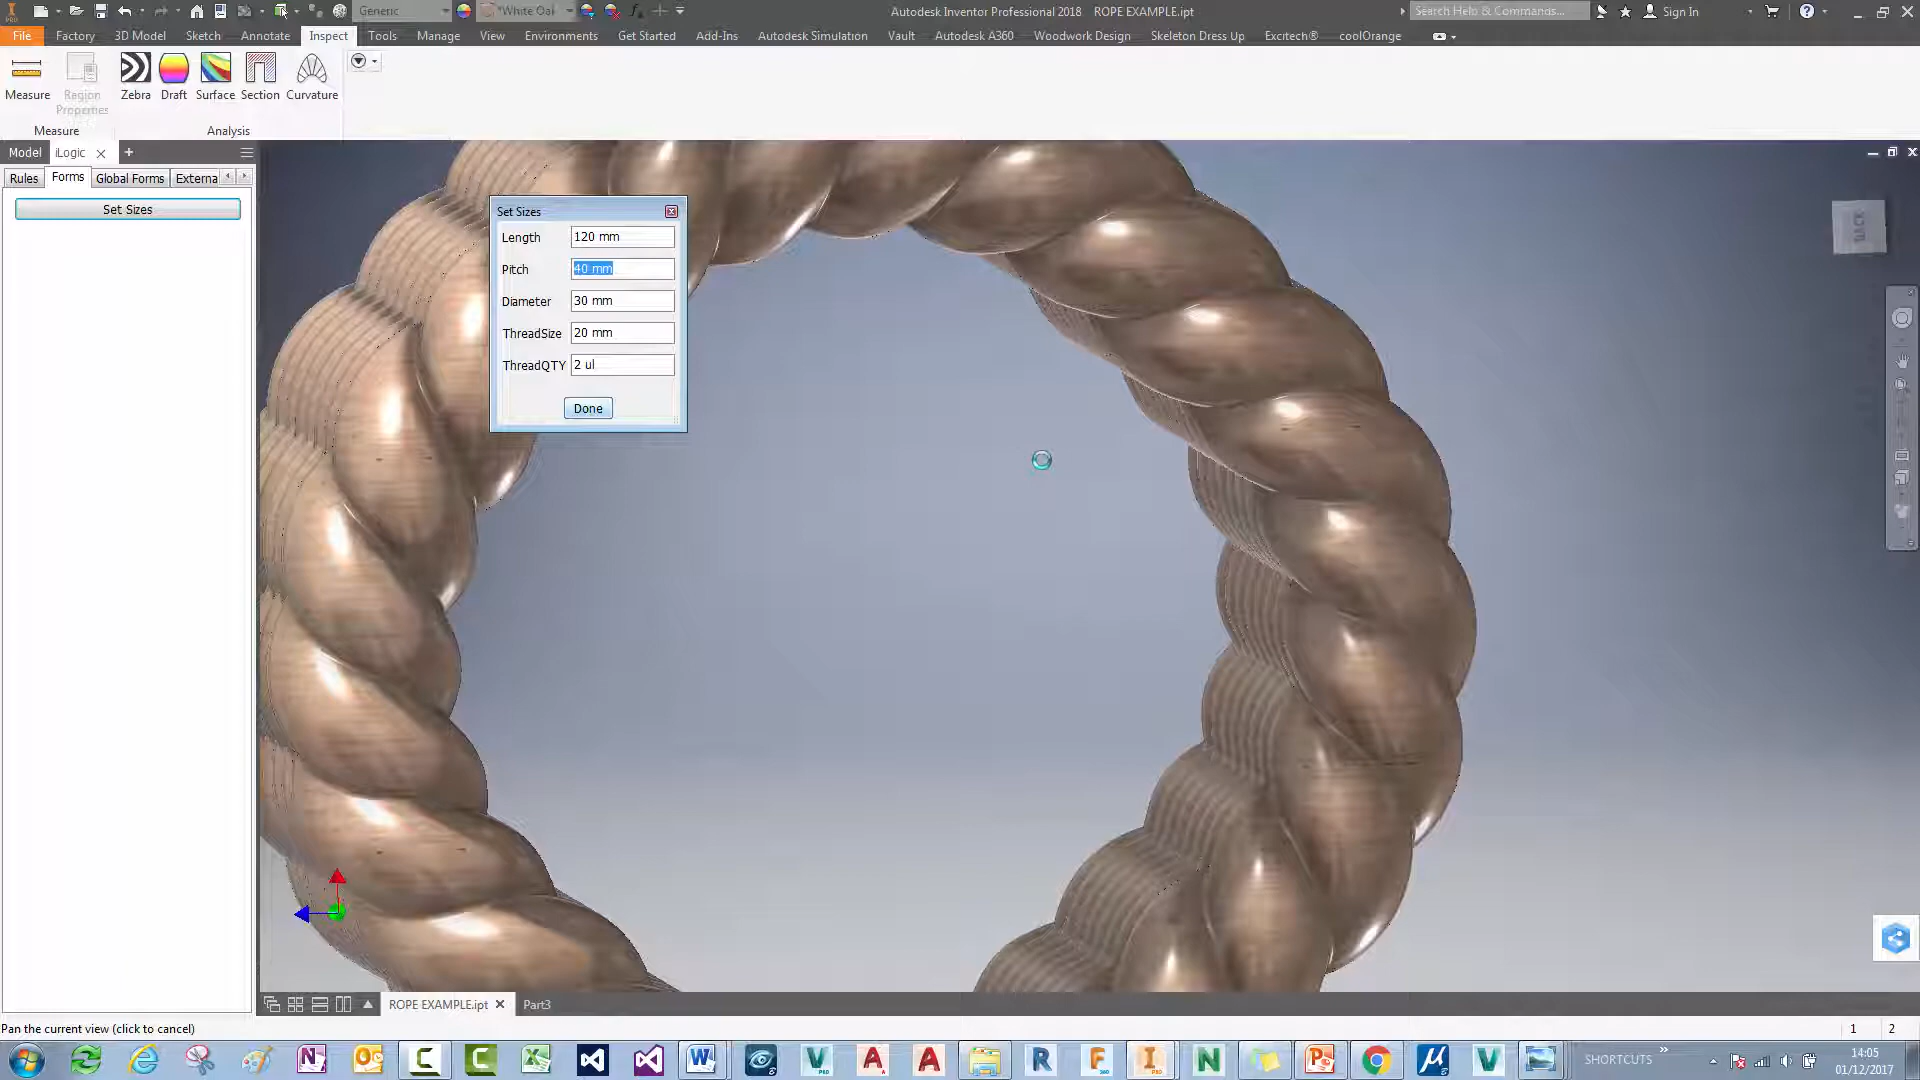 Generic
*White Oak
Autodesk Inventor Professional 2018 ROPE EXAMPLE.ipt
Search Help & Commands...
Sign In
File Factory 3D Model Sketch Annotate Inspect Tools Manage View Environments Get Started Add-Ins Autodesk Simulation Vault Autodesk A360 Woodwork Design Skeleton Dress Up Excitech® coolOrange
Measure Region Properties Zebra Draft Surface Section Curvature
Measure Analysis
Model iLogic
Rules Forms Global Forms Externa
Set Sizes
Set Sizes
Length 120 mm
Pitch 40 mm
Diameter 30 mm
ThreadSize 20 mm
ThreadQTY 2 ul
Done
BACK
ROPE EXAMPLE.ipt Part3
Pan the current view (click to cancel)
1 2
SHORTCUTS
14:05
01/12/2017